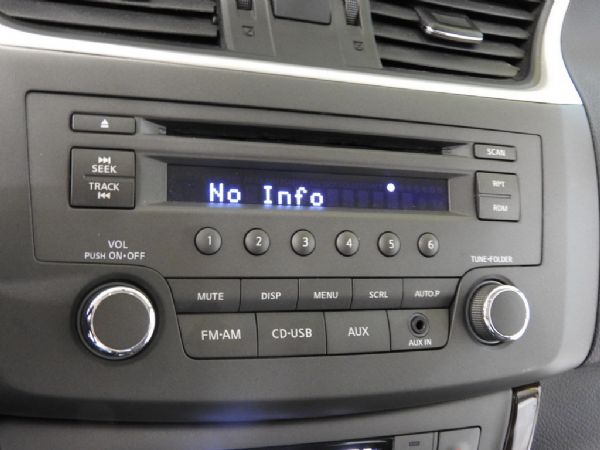 SCAN
SEEK
TRACK
No Info
RPT
RDM
VOL
PUSH ON•OFF
1 2 3 4 5 6
TUNE•FOLDER
MUTE DISP MENU SCRL AUTO.P
FM•AM CD•USB AUX AUX IN